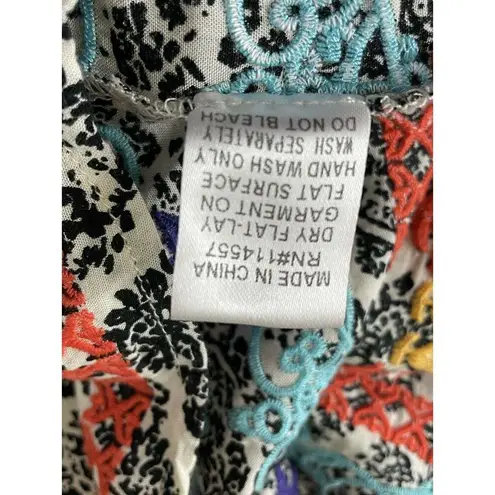 MADE IN CHINA
RN#114557
DRY FLAT-LAY
GARMENT ON
FLAT SURFACE
HAND WASH ONLY
WASH SEPARATELY
DO NOT BLEACH